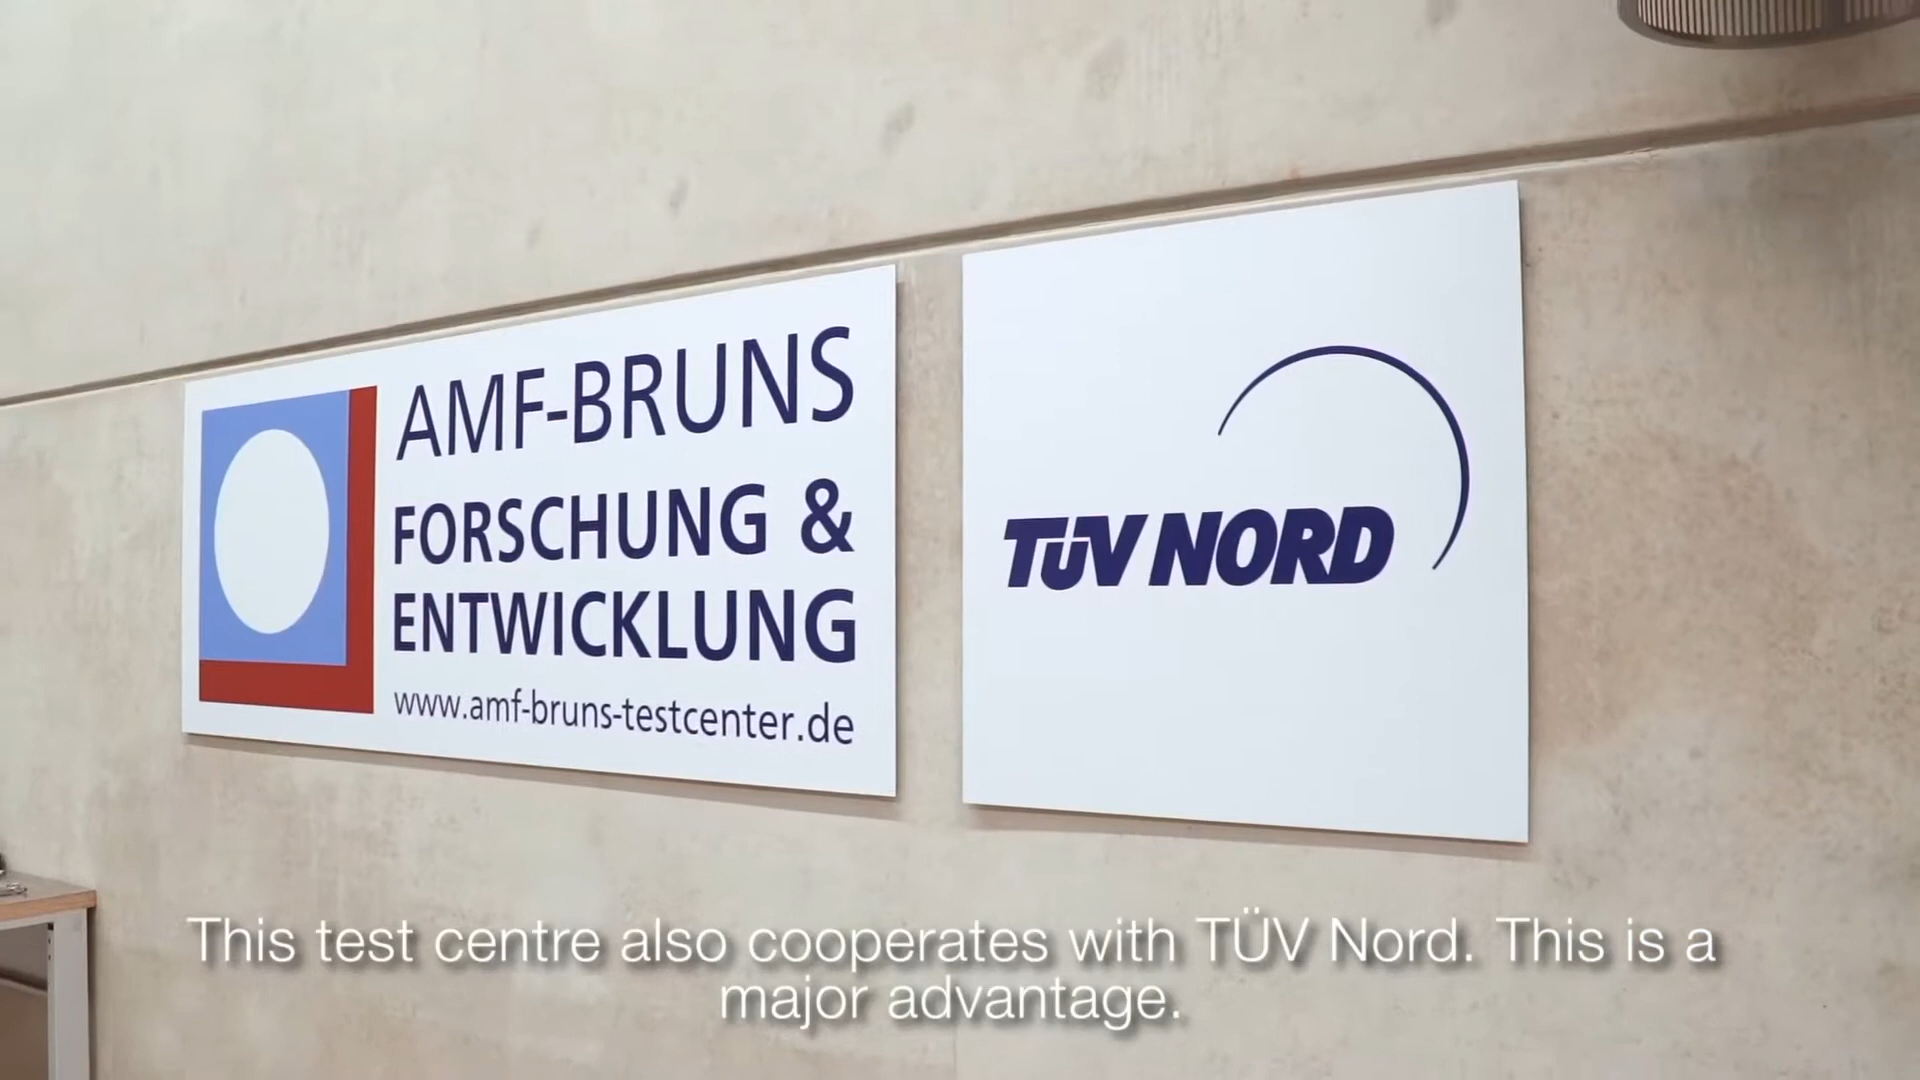 AMF-BRUNS
FORSCHUNG &
ENTWICKLUNG
www.amf-bruns-testcenter.de
TÜV NORD
This test centre also cooperates with TÜV Nord. This is a
major advantage.